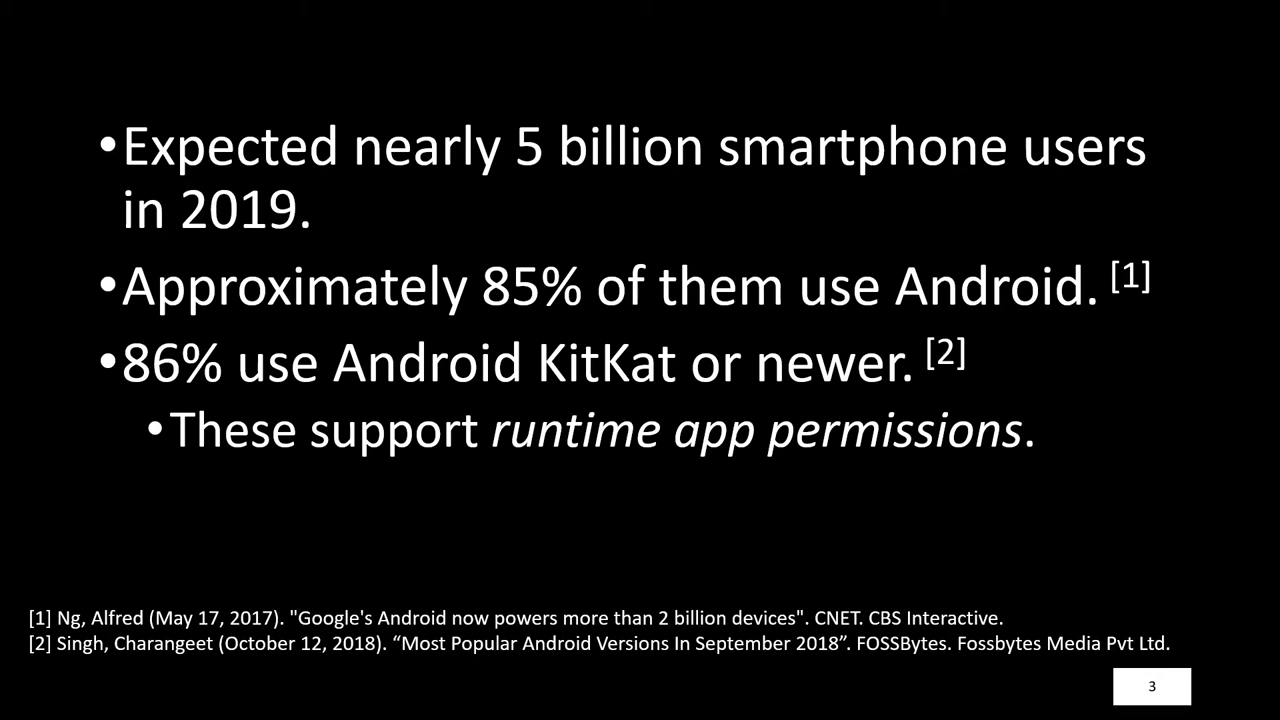 •Expected nearly 5 billion smartphone users
in 2019.
•Approximately 85% of them use Android. [1]
•86% use Android KitKat or newer. [2]
•These support runtime app permissions.
[1] Ng, Alfred (May 17, 2017). "Google's Android now powers more than 2 billion devices". CNET. CBS Interactive.
[2] Singh, Charangeet (October 12, 2018). “Most Popular Android Versions In September 2018”. FOSSBytes. Fossbytes Media Pvt Ltd.
3